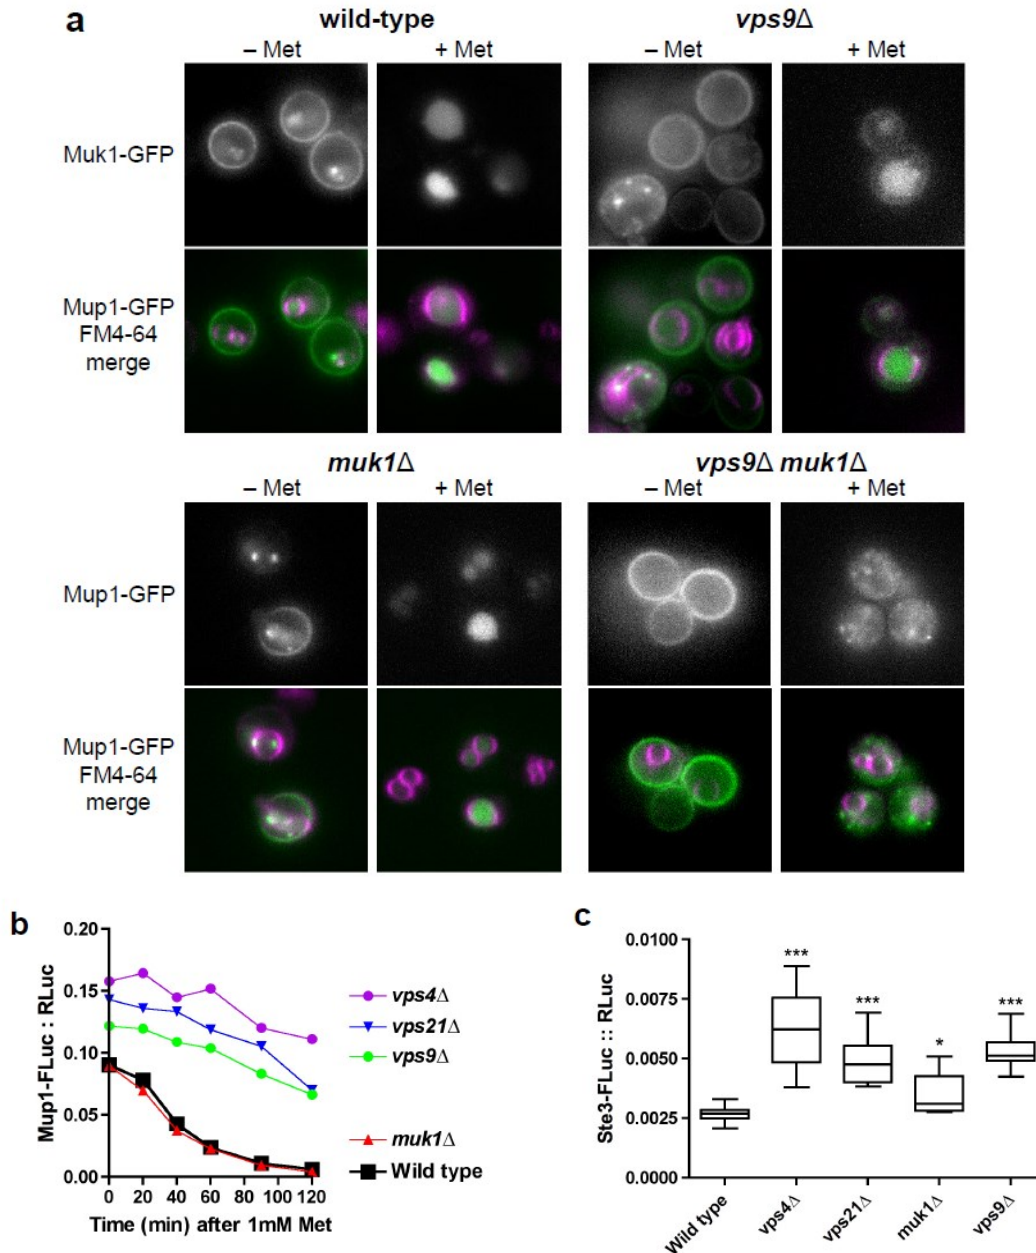 a
wild-type
vps9Δ
– Met
+ Met
– Met
+ Met
Muk1-GFP
Mup1-GFP
FM4-64
merge
muk1Δ
vps9Δ muk1Δ
– Met
+ Met
– Met
+ Met
Mup1-GFP
Mup1-GFP
FM4-64
merge
b
Mup1-FLuc : RLuc
0.20
0.15
0.10
0.05
0.00
0 20 40 60 80 100 120
Time (min) after 1mM Met
vps4Δ
vps21Δ
vps9Δ
muk1Δ
Wild type
c
Ste3-FLuc :: RLuc
0.0100
0.0075
0.0050
0.0025
0.0000
***
***
*
***
Wild type
vps4Δ
vps21Δ
muk1Δ
vps9Δ